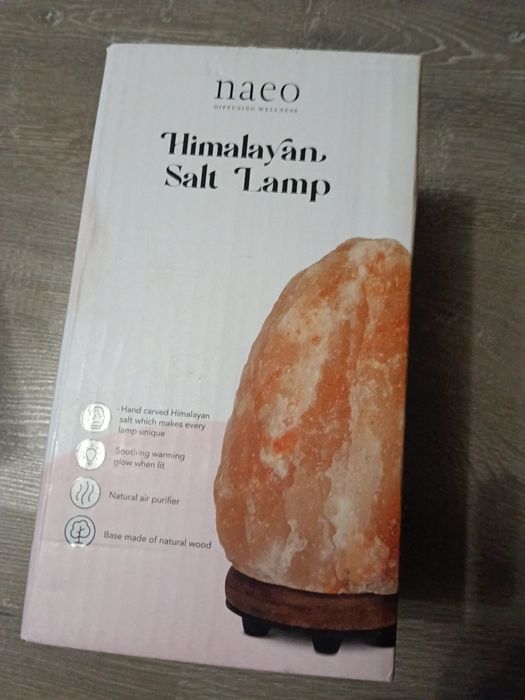 naeo
DIFFUSING WELLNESS
Himalayan
Salt Lamp
Hand carved Himalayan
salt which makes every
lamp unique
Soothing warming
glow when lit
Natural air purifier
Base made of natural wood